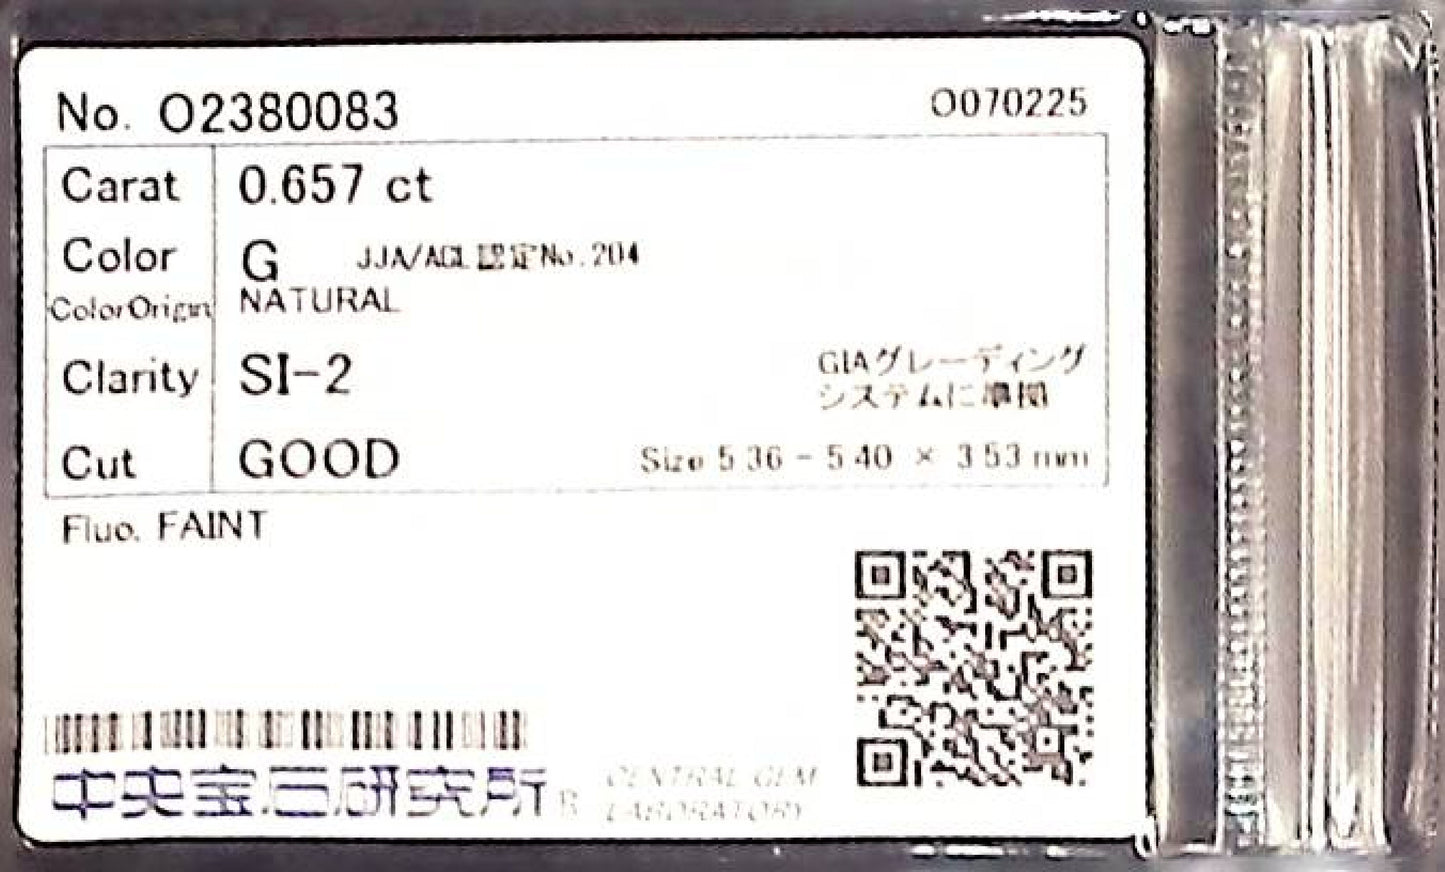 No. O2380083
O070225
Carat 0.657 ct
Color G JJA/AGL認定No.204
ColorOrigin NATURAL
Clarity SI-2
GIAグレーディング
システムに準拠
Cut GOOD Size 5.36 - 5.40 × 3.53 mm
Fluo. FAINT
中央宝石研究所® CENTRAL GEM
LABORATORY